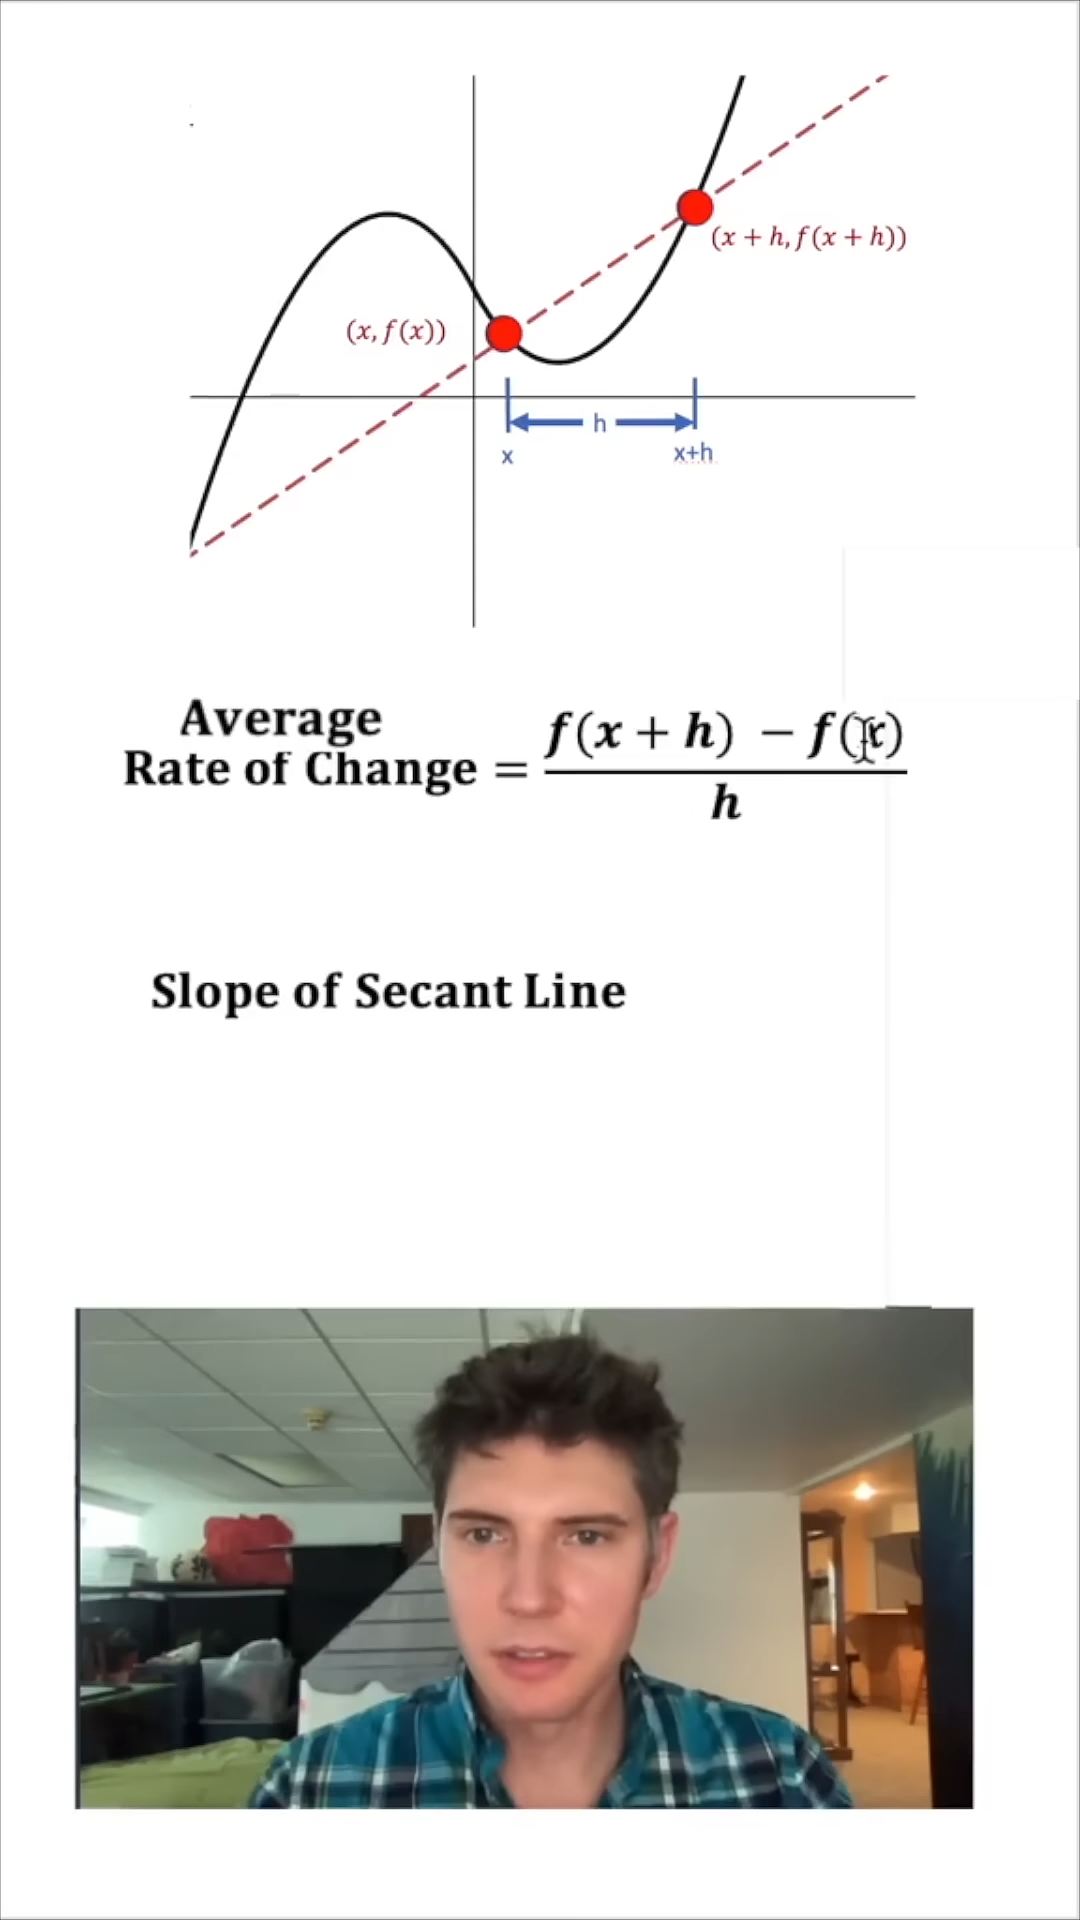 (x + h, f(x + h))
(x, f(x))
h
x
x+h
Average
Rate of Change = f(x + h) − f(x)
h
Slope of Secant Line